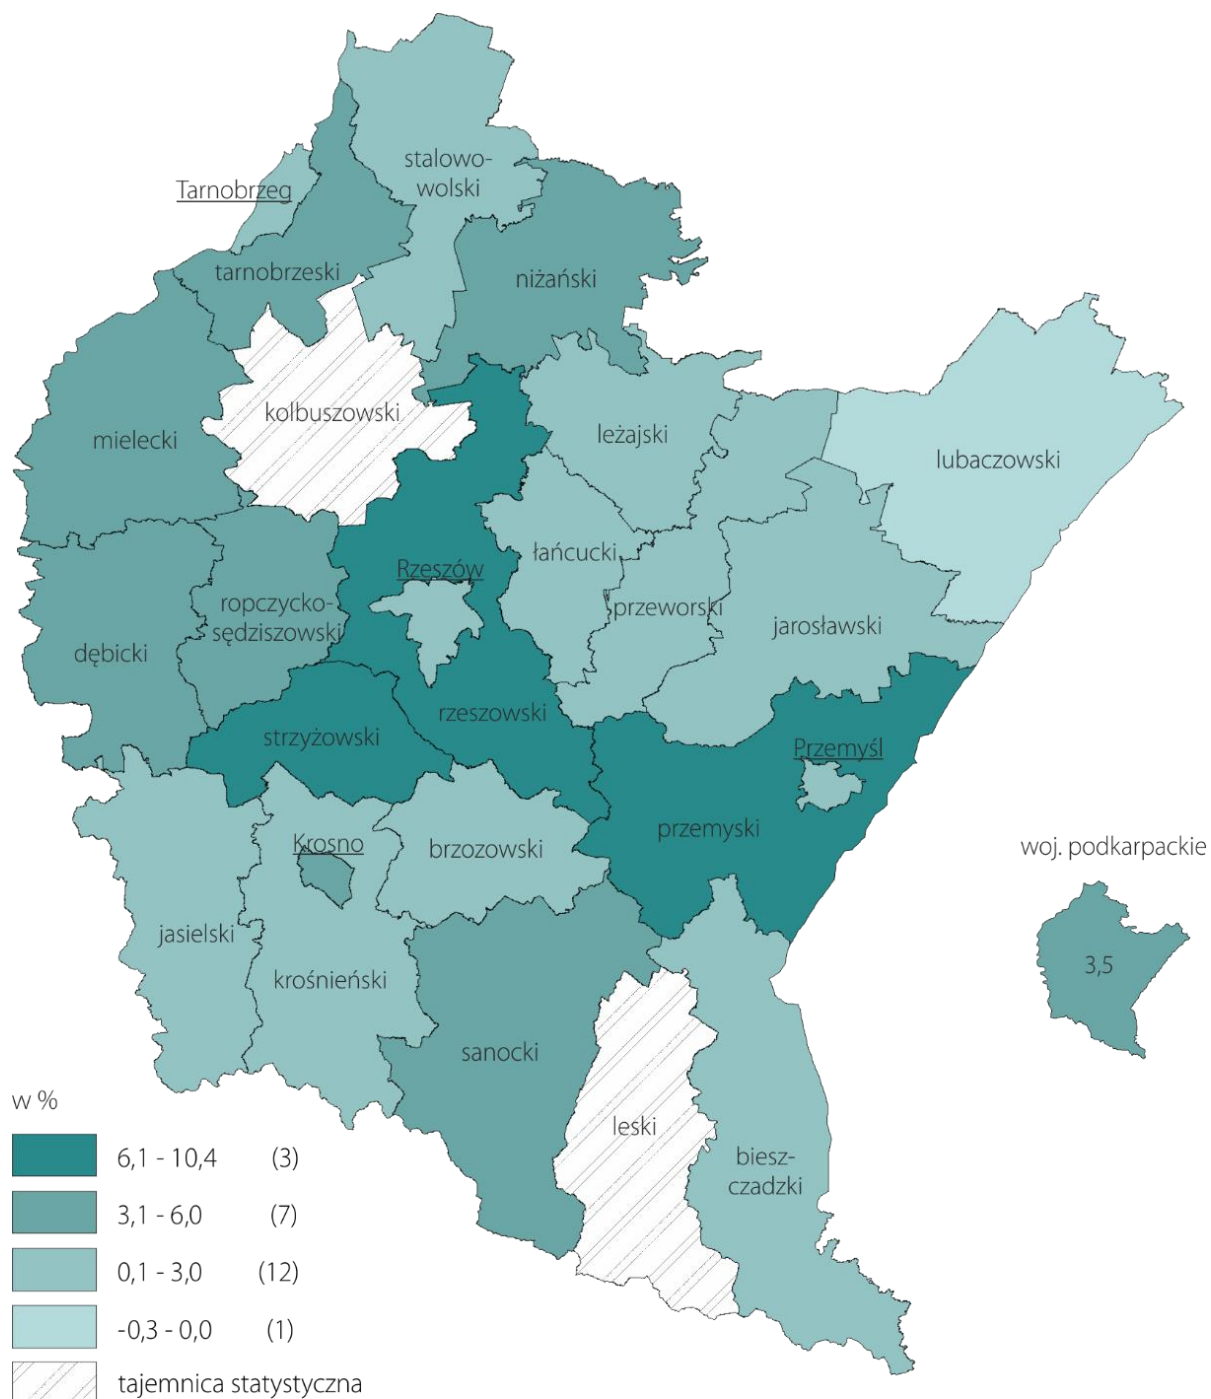 stalowo-
wolski
Tarnobrzeg
tarnobrzeski
niżański
kolbuszowski
mielecki
leżajski
lubaczowski
łańcucki
Rzeszów
ropczycko-
sędziszowski
przeworski
jarosławski
dębicki
rzeszowski
strzyżowski
Przemyśl
przemyski
Krosno
brzozowski
woj. podkarpackie
jasielski
krośnieński
3,5
sanocki
leski
biesz-
czadzki
w %
6,1 - 10,4 (3)
3,1 - 6,0 (7)
0,1 - 3,0 (12)
-0,3 - 0,0 (1)
tajemnica statystyczna